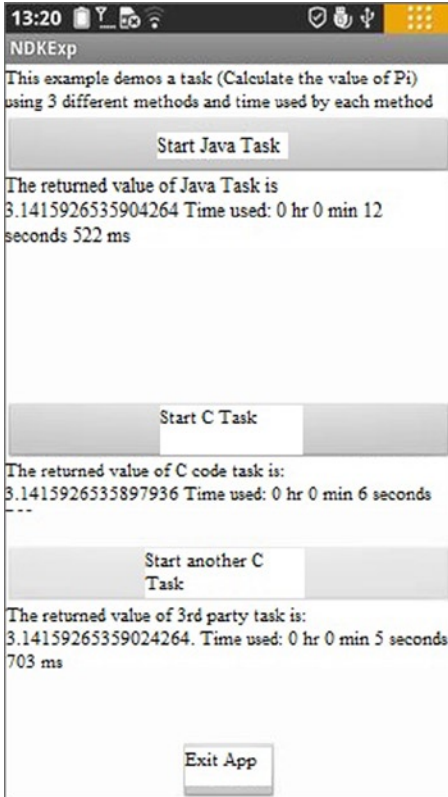 13:20
NDKExp
This example demos a task (Calculate the value of Pi)
using 3 different methods and time used by each method
Start Java Task
The returned value of Java Task is
3.1415926535904264 Time used: 0 hr 0 min 12
seconds 522 ms
Start C Task
The returned value of C code task is:
3.1415926535897936 Time used: 0 hr 0 min 6 seconds
Start another C
Task
The returned value of 3rd party task is:
3.14159265359024264. Time used: 0 hr 0 min 5 seconds
703 ms
Exit App